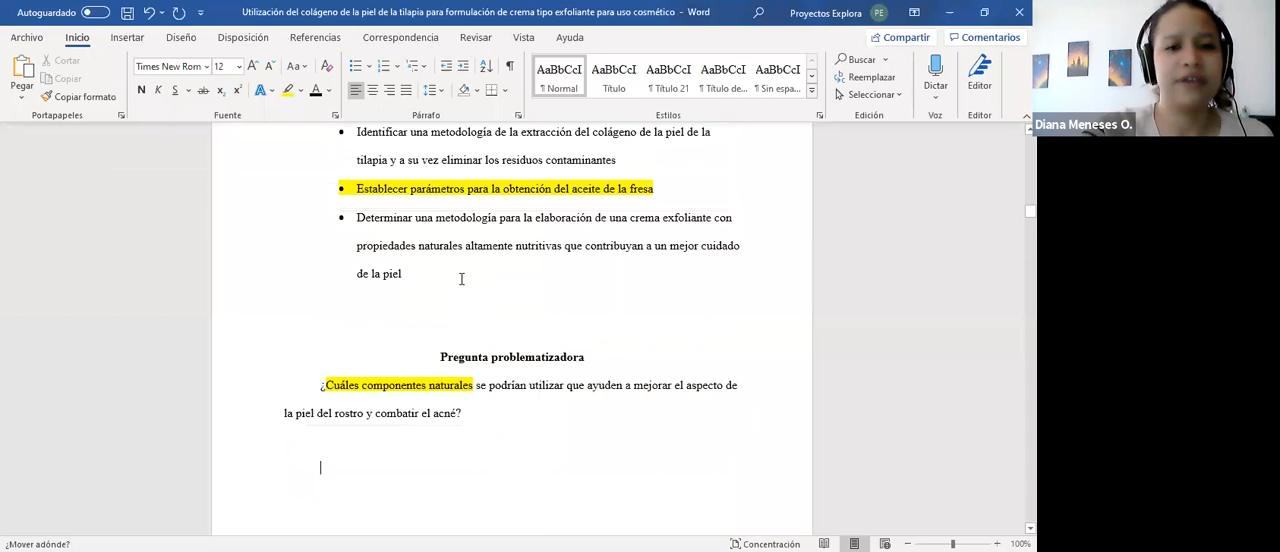 Autoguardado
Utilización del colágeno de la piel de la tilapia para formulación de crema tipo exfoliante para uso cosmético - Word
Proyectos Explora PE
Archivo Inicio Insertar Diseño Disposición Referencias Correspondencia Revisar Vista Ayuda Compartir Comentarios
Pegar
Cortar
Copiar
Copiar formato
Portapapeles
Times New Rom 12
Aa
N K S ab x₂ x² A A
Fuente
Párrafo
AaBbCcI AaBbCcI AaBbCcI AaBbCcI AaBbCcI
¶ Normal Título ¶ Título 21 ¶ Título de... ¶ Sin espa...
Estilos
Buscar
Reemplazar
Seleccionar
Edición
Dictar
Voz
Editor
Editor
Diana Meneses O.
• Identificar una metodología de la extracción del colágeno de la piel de la
tilapia y a su vez eliminar los residuos contaminantes
• Establecer parámetros para la obtención del aceite de la fresa
• Determinar una metodología para la elaboración de una crema exfoliante con
propiedades naturales altamente nutritivas que contribuyan a un mejor cuidado
de la piel
Pregunta problematizadora
¿Cuáles componentes naturales se podrían utilizar que ayuden a mejorar el aspecto de
la piel del rostro y combatir el acné?
¿Mover adónde?
Concentración
100%